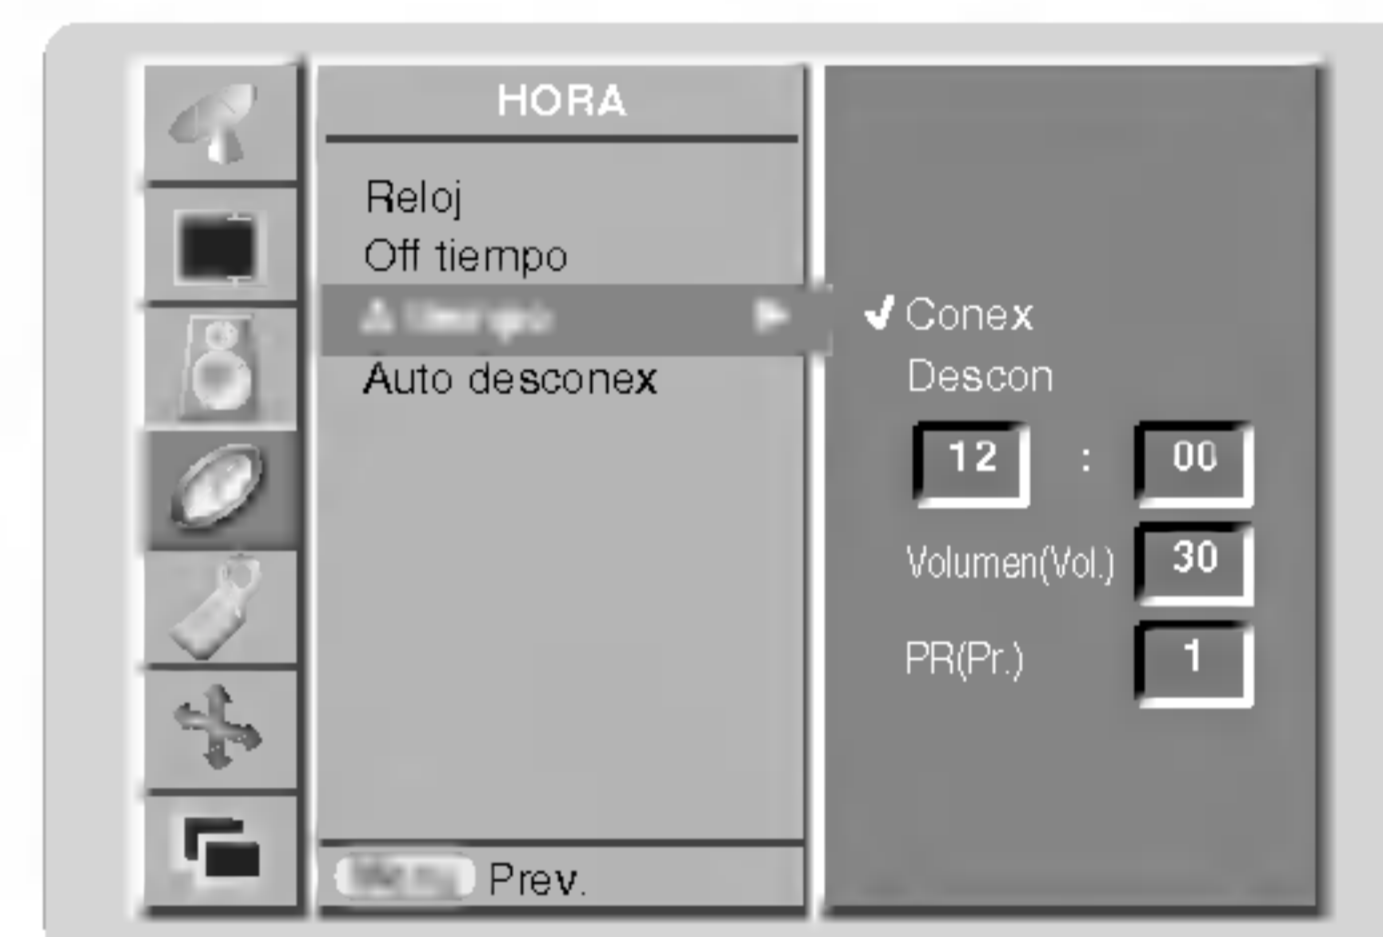 HORA
Reloj
Off tiempo
Auto desconex
Prev.
Conex
Descon
12 : 00
Volumen(Vol.) 30
PR(Pr.) 1